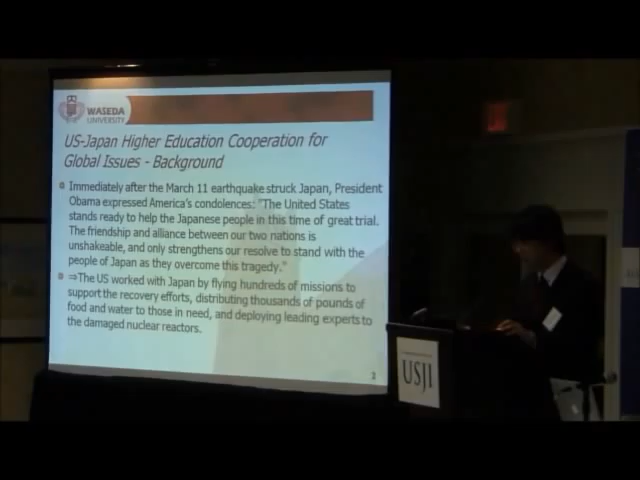 WASEDA
UNIVERSITY
US-Japan Higher Education Cooperation for
Global Issues - Background
Immediately after the March 11 earthquake struck Japan, President
Obama expressed America's condolences: "The United States
stands ready to help the Japanese people in this time of great trial.
The friendship and alliance between our two nations is
unshakeable, and only strengthens our resolve to stand with the
people of Japan as they overcome this tragedy."
⇒The US worked with Japan by flying hundreds of missions to
support the recovery efforts, distributing thousands of pounds of
food and water to those in need, and deploying leading experts to
the damaged nuclear reactors.
USJI